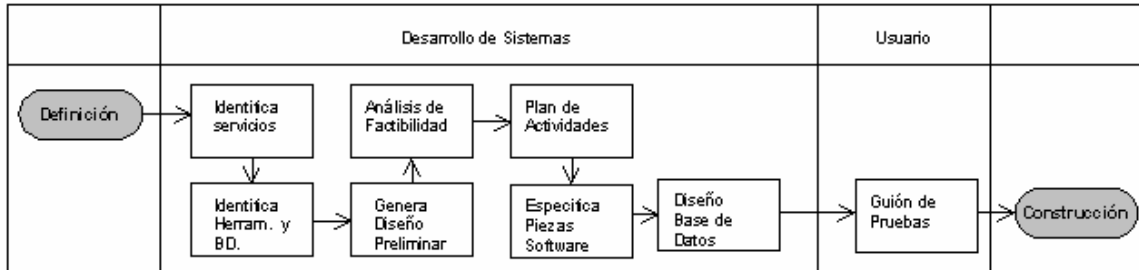 Desarrollo de Sistemas
Usuario
Definición
Identifica
servicios
Identifica
Herram. y
BD.
Genera
Diseño
Preliminar
Análisis de
Factibilidad
Plan de
Actividades
Especifica
Piezas
Software
Diseño
Base de
Datos
Guión de
Pruebas
Construcción